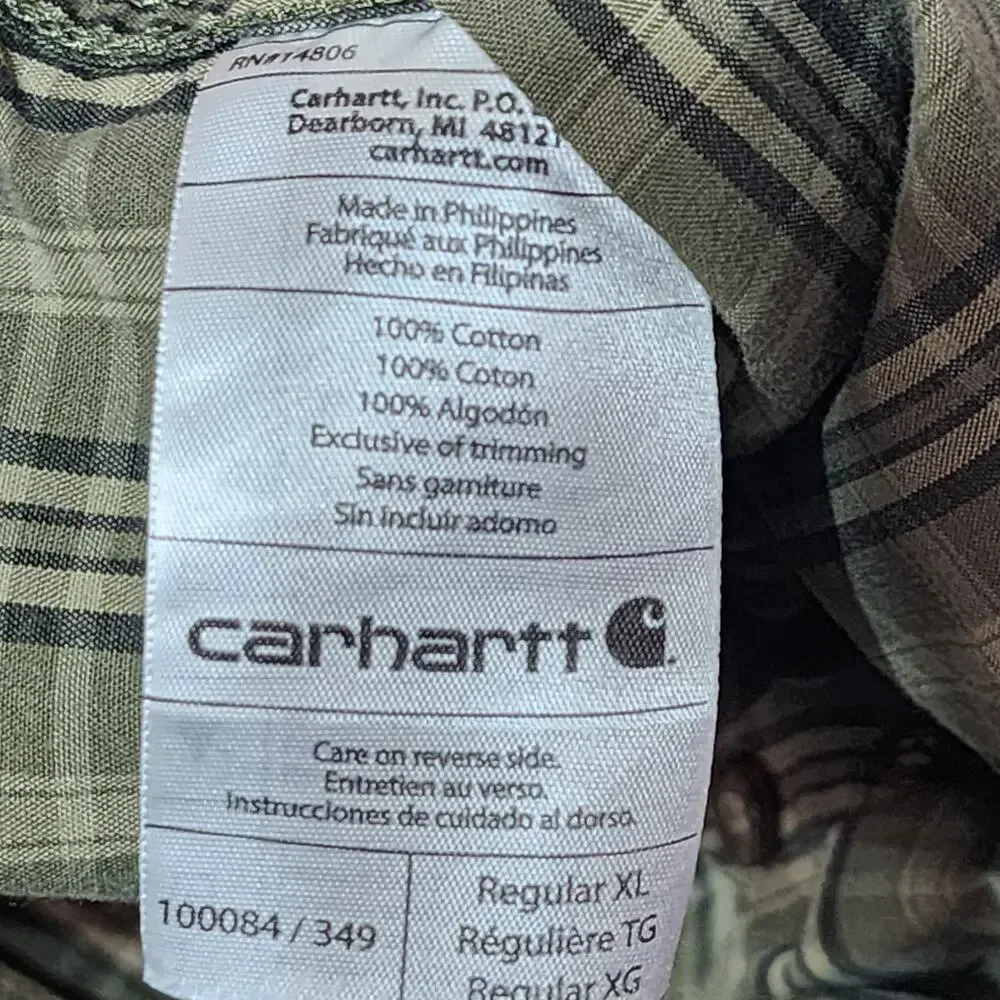 RN#14806
Carhartt, Inc. P.O.
Dearborn, MI 48121
carhartt.com
Made in Philippines
Fabriqué aux Philippines
Hecho en Filipinas
100% Cotton
100% Coton
100% Algodón
Exclusive of trimming
Sans garniture
Sin incluir adorno
carhartt
Care on reverse side.
Entretien au verso.
Instrucciones de cuidado al dorso.
100084 / 349
Regular XL
Régulière TG
Regular XG